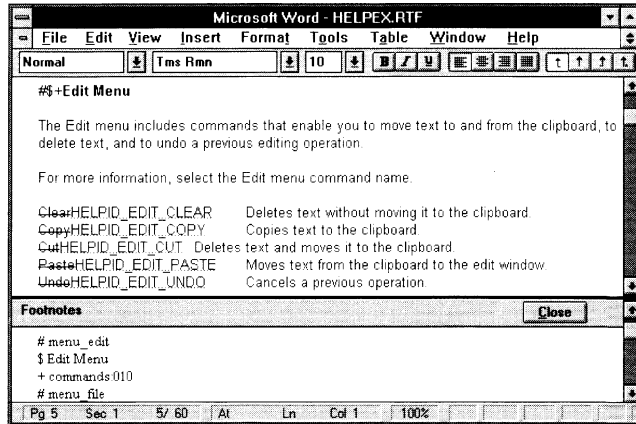 Microsoft Word - HELPEX.RTF
File Edit View Insert Format Tools Table Window Help
Normal Tms Rmn 10 B I U
#$+Edit Menu
The Edit menu includes commands that enable you to move text to and from the clipboard, to
delete text, and to undo a previous editing operation.
For more information, select the Edit menu command name.
ClearHELPID_EDIT_CLEAR Deletes text without moving it to the clipboard.
CopyHELPID_EDIT_COPY Copies text to the clipboard.
CutHELPID_EDIT_CUT Deletes text and moves it to the clipboard.
PasteHELPID_EDIT_PASTE Moves text from the clipboard to the edit window.
UndoHELPID_EDIT_UNDO Cancels a previous operation.
Footnotes Close
# menu_edit
$ Edit Menu
+ commands:010
# menu_file
Pg 5 Sec 1 5/ 60 At Ln Col 1 100%